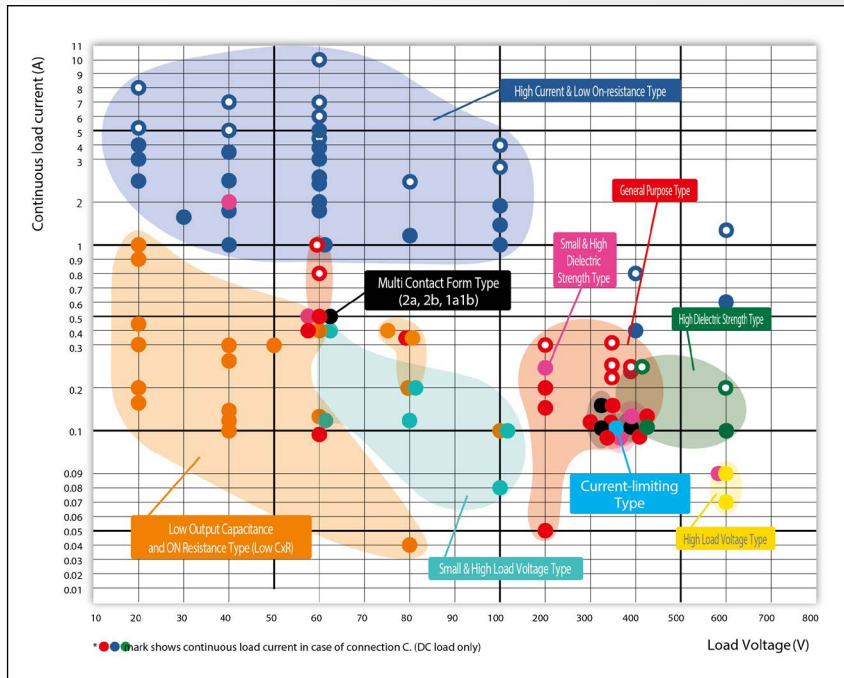 Continuous load current (A)
11
10
9
8
7
6
5
4
3
2
1
0.9
0.8
0.7
0.6
0.5
0.4
0.3
0.2
0.1
0.09
0.08
0.07
0.06
0.05
0.04
0.03
0.02
0.01
High Current & Low On-resistance Type
General Purpose Type
Small & High
Dielectric
Strength Type
Multi Contact Form Type
(2a, 2b, 1a1b)
High Dielectric Strength Type
Current-limiting
Type
Low Output Capacitance
and ON Resistance Type (Low CxR)
High Load Voltage Type
Small & High Load Voltage Type
10 20 30 40 50 60 70 80 90 100 200 300 400 500 600 700 800
* mark shows continuous load current in case of connection C. (DC load only)
Load Voltage (V)